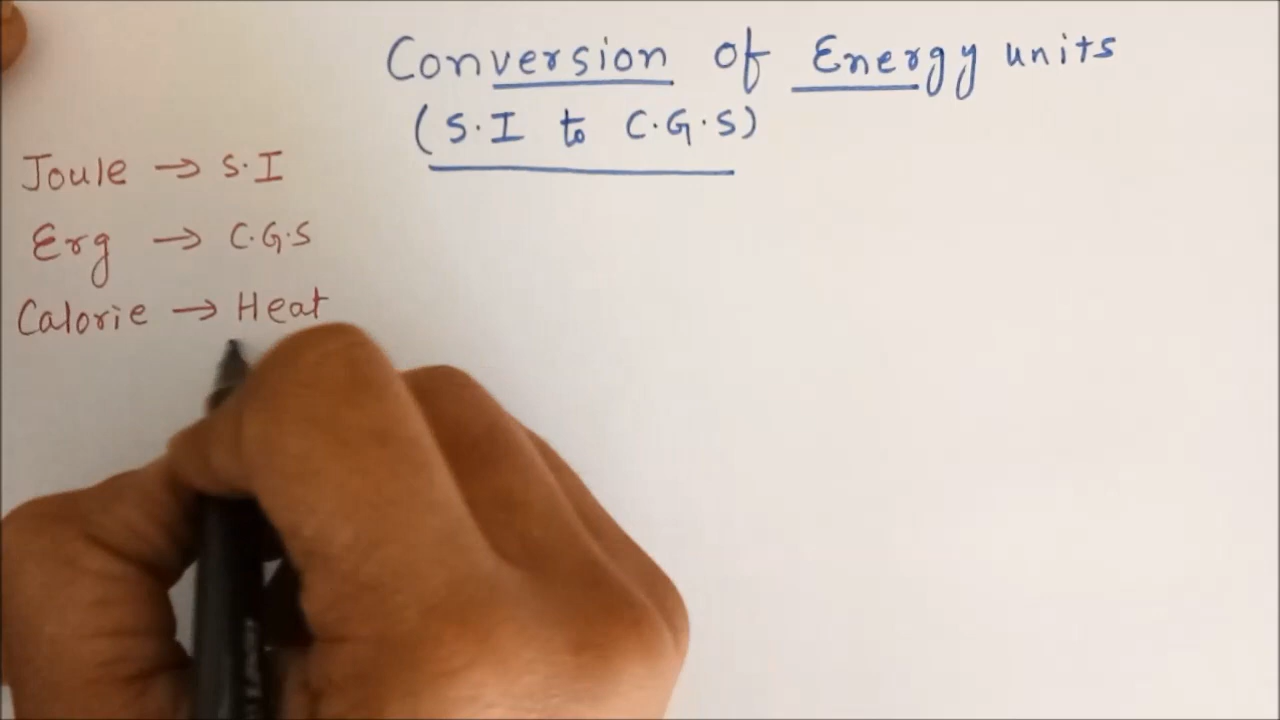 Conversion of Energy units
(S.I to C.G.S)
Joule → S.I
Erg → C.G.S
Calorie → Heat